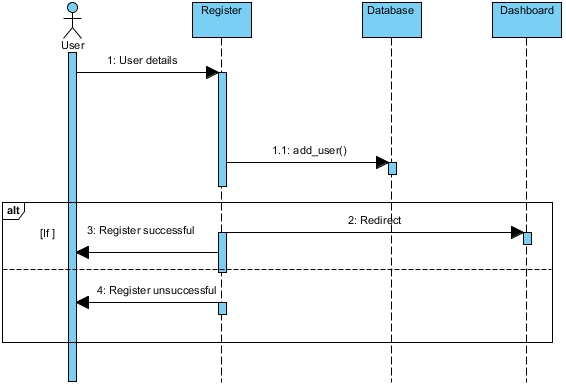 Register
Database
Dashboard
User
1: User details
1.1: add_user()
alt
2: Redirect
[If ]
3: Register successful
4: Register unsuccessful